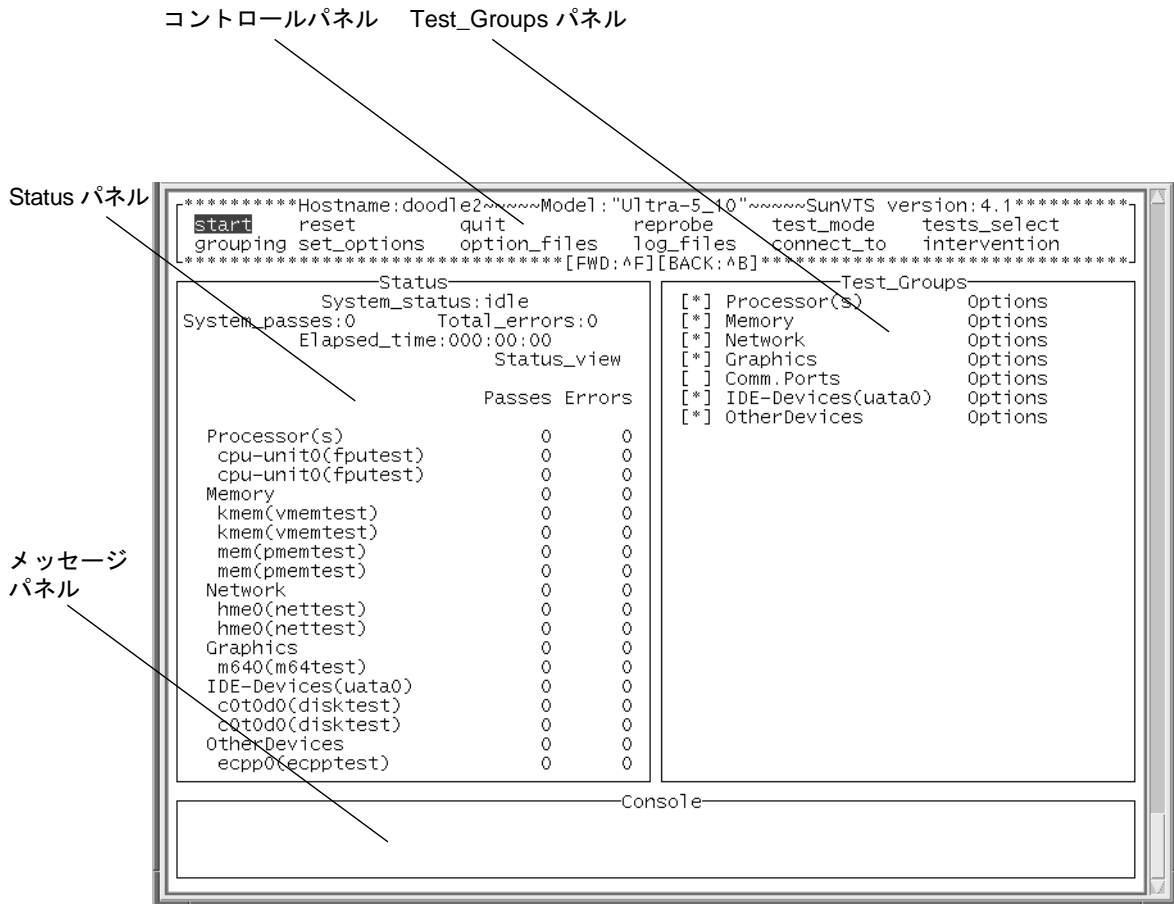 コントロールパネル Test_Groups パネル
Status パネル
**********Hostname:doodle2~~~~~Model:"Ultra-5_10"~~~~~SunVTS version:4.1**********
start reset quit reprobe test_mode tests_select
grouping set_options option_files log_files connect_to intervention
*********************************[FWD:^F][BACK:^B]********************************
Status
System_status:idle
System_passes:0 Total_errors:0
Elapsed_time:000:00:00
Status_view
Passes Errors
Processor(s) 0 0
cpu-unit0(fputest) 0 0
cpu-unit0(fputest) 0 0
Memory 0 0
kmem(vmemtest) 0 0
kmem(vmemtest) 0 0
mem(pmemtest) 0 0
mem(pmemtest) 0 0
Network 0 0
hme0(nettest) 0 0
hme0(nettest) 0 0
Graphics 0 0
m640(m64test) 0 0
IDE-Devices(uata0) 0 0
c0t0d0(disktest) 0 0
c0t0d0(disktest) 0 0
OtherDevices 0 0
ecpp0(ecpptest) 0 0
Test_Groups
[*] Processor(s) Options
[*] Memory Options
[*] Network Options
[*] Graphics Options
[ ] Comm.Ports Options
[*] IDE-Devices(uata0) Options
[*] OtherDevices Options
メッセージ
パネル
Console